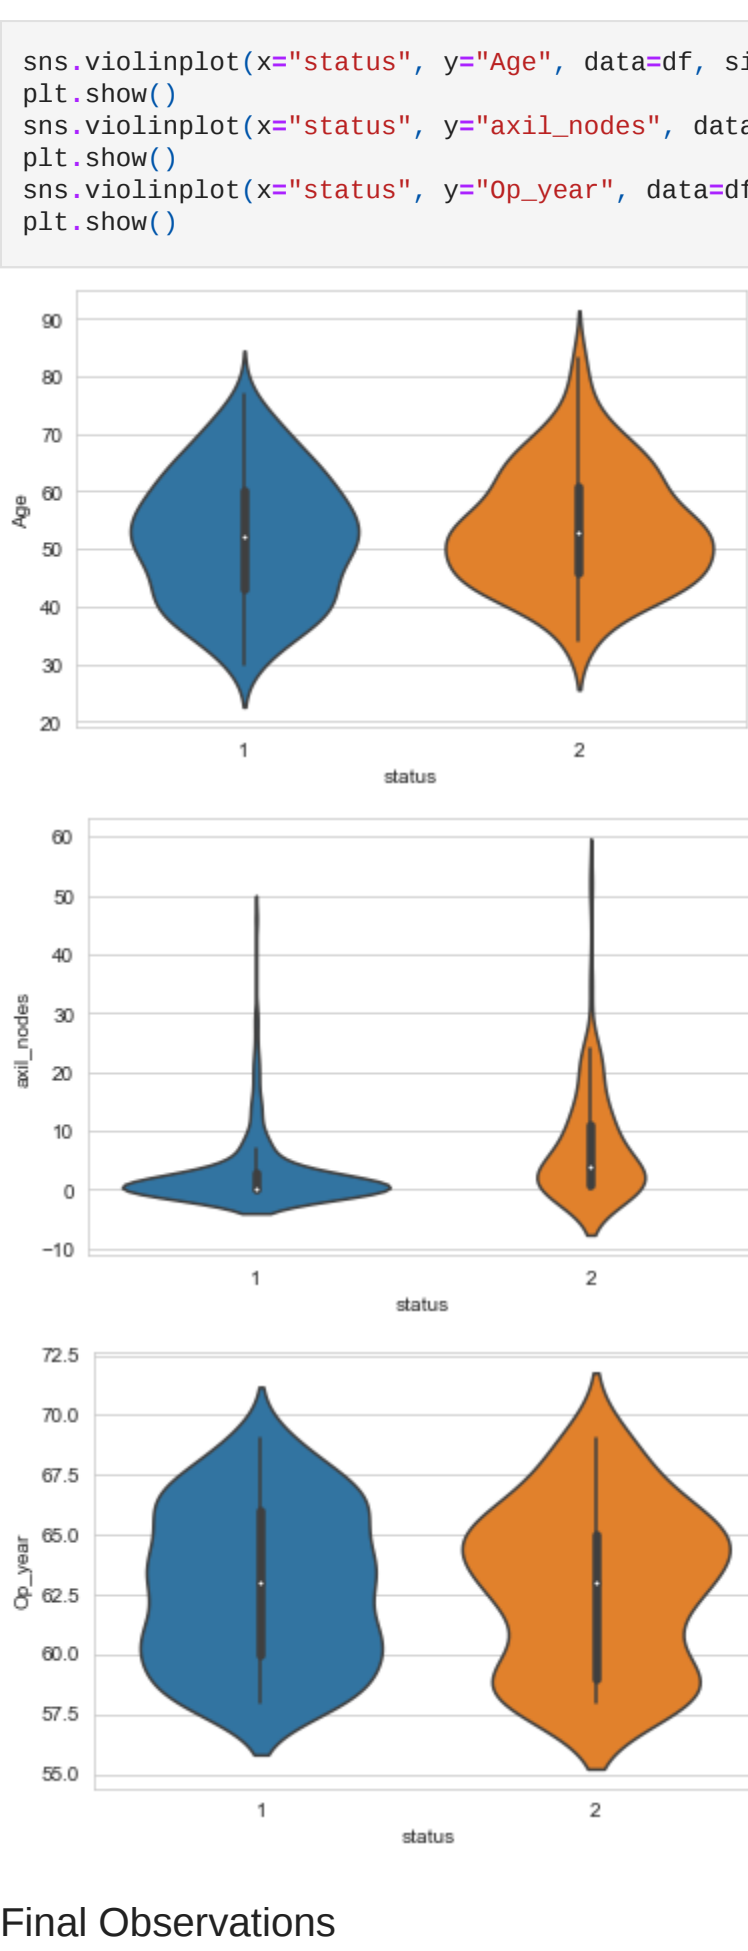 sns.violinplot(x="status", y="Age", data=df, si
plt.show()
sns.violinplot(x="status", y="axil_nodes", data
plt.show()
sns.violinplot(x="status", y="Op_year", data=df
plt.show()
90
80
70
60
50
40
30
20
Age
1 2
status
60
50
40
30
20
10
0
−10
axil_nodes
1 2
status
72.5
70.0
67.5
65.0
62.5
60.0
57.5
55.0
Op_year
1 2
status
Final Observations